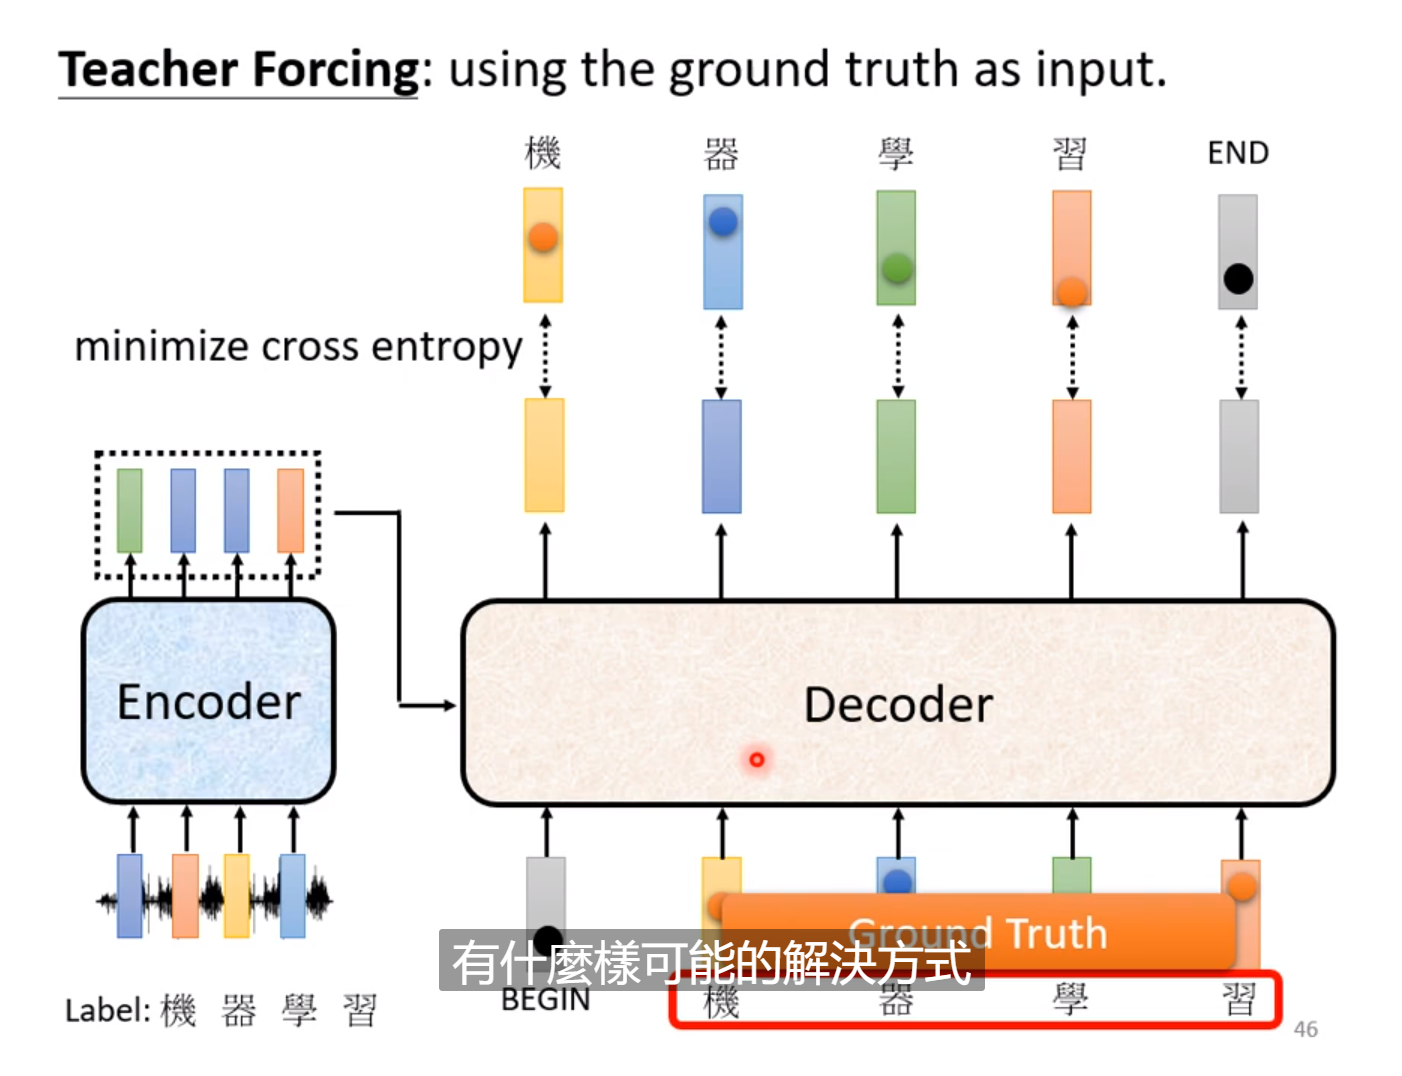 Teacher Forcing: using the ground truth as input.
機 器 學 習 END
minimize cross entropy
Encoder
Decoder
Ground Truth
有什麼樣可能的解決方式
BEGIN 機 器 學 習
Label: 機 器 學 習
46